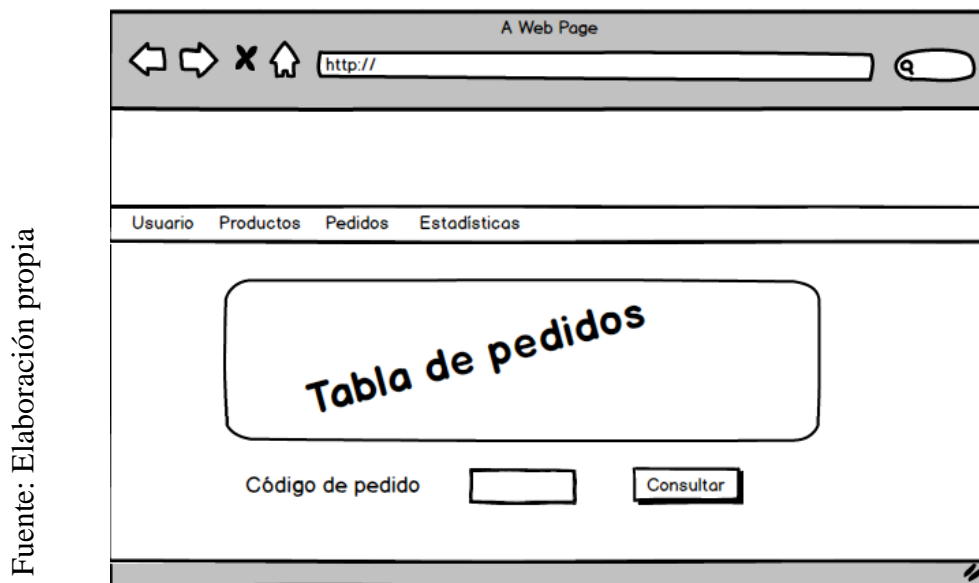 A Web Page
http://
Usuario Productos Pedidos Estadísticas
Tabla de pedidos
Código de pedido Consultar
Fuente: Elaboración propia